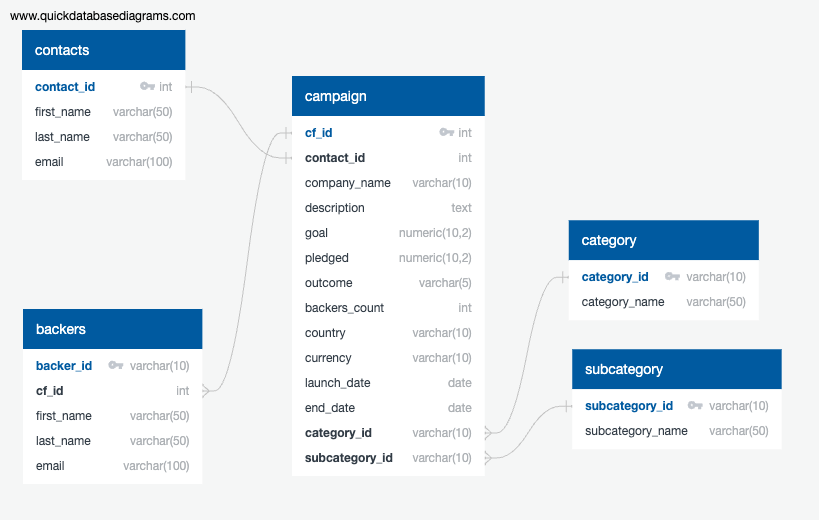 www.quickdatabasediagrams.com
contacts
contact_id int
first_name varchar(50)
last_name varchar(50)
email varchar(100)
campaign
cf_id int
contact_id int
company_name varchar(10)
description text
goal numeric(10,2)
pledged numeric(10,2)
outcome varchar(5)
backers_count int
country varchar(10)
currency varchar(10)
launch_date date
end_date date
category_id varchar(10)
subcategory_id varchar(10)
category
category_id varchar(10)
category_name varchar(50)
backers
backer_id varchar(10)
cf_id int
first_name varchar(50)
last_name varchar(50)
email varchar(100)
subcategory
subcategory_id varchar(10)
subcategory_name varchar(50)